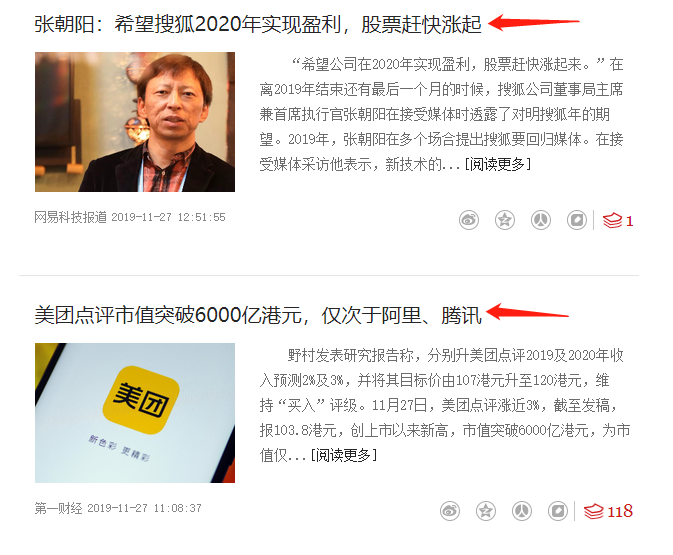 张朝阳：希望搜狐2020年实现盈利，股票赶快涨起
“希望公司在2020年实现盈利，股票赶快涨起来。”在
离2019年结束还有最后一个月的时候，搜狐公司董事局主席
兼首席执行官张朝阳在接受媒体时透露了对明搜狐年的期
望。2019年，张朝阳在多个场合提出搜狐要回归媒体。在接
受媒体采访他表示，新技术的...[阅读更多]
网易科技报道 2019-11-27 12:51:55
1
美团点评市值突破6000亿港元，仅次于阿里、腾讯
美团
新色彩 更精彩
野村发表研究报告称，分别升美团点评2019及2020年收
入预测2%及3%，并将其目标价由107港元升至120港元，维
持“买入”评级。11月27日，美团点评涨近3%，截至发稿，
报103.8港元，创上市以来新高，市值突破6000亿港元，为市
值仅...[阅读更多]
第一财经 2019-11-27 11:08:37
118